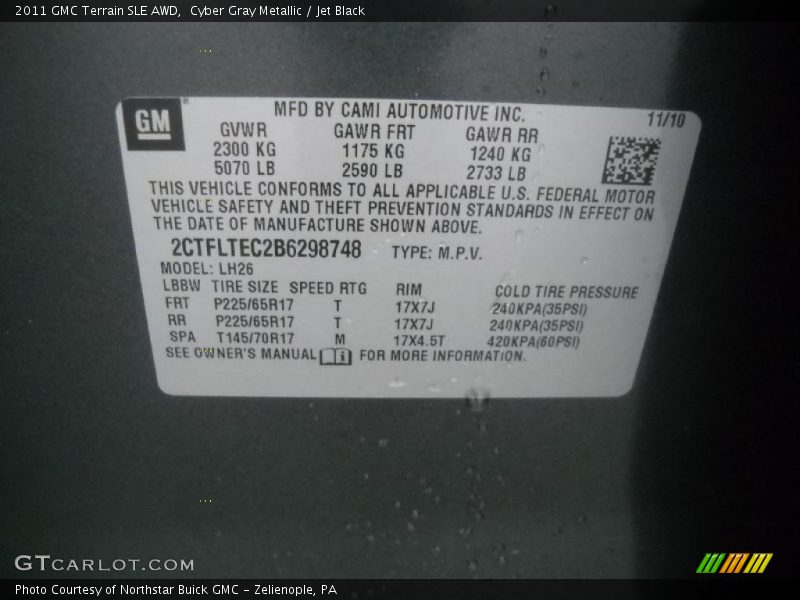 2011 GMC Terrain SLE AWD,  Cyber Gray Metallic / Jet Black
GM
MFD BY CAMI AUTOMOTIVE INC. 11/10
GVWR GAWR FRT GAWR RR
2300 KG 1175 KG 1240 KG
5070 LB 2590 LB 2733 LB
THIS VEHICLE CONFORMS TO ALL APPLICABLE U.S. FEDERAL MOTOR
VEHICLE SAFETY AND THEFT PREVENTION STANDARDS IN EFFECT ON
THE DATE OF MANUFACTURE SHOWN ABOVE.
2CTFLTEC2B6298748 TYPE: M.P.V.
MODEL: LH26
LBBW TIRE SIZE SPEED RTG RIM COLD TIRE PRESSURE
FRT P225/65R17 T 17X7J 240KPA(35PSI)
RR P225/65R17 T 17X7J 240KPA(35PSI)
SPA T145/70R17 M 17X4.5T 420KPA(60PSI)
SEE OWNER'S MANUAL i FOR MORE INFORMATION.
GTCARLOT.COM
Photo Courtesy of Northstar Buick GMC – Zelienople, PA